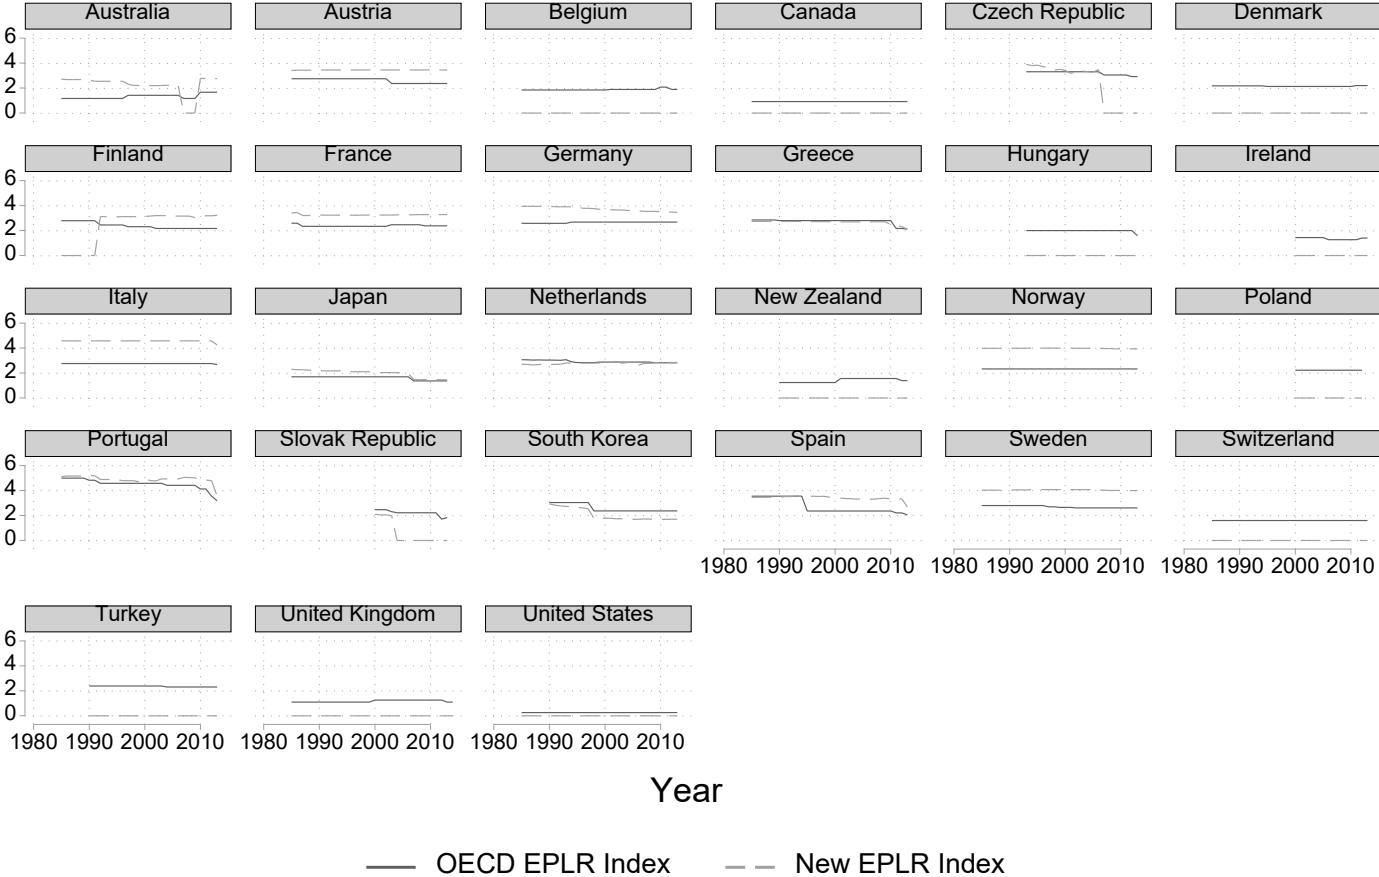 Australia Austria Belgium Canada Czech Republic Denmark
6
4
2
0
Finland France Germany Greece Hungary Ireland
6
4
2
0
Italy Japan Netherlands New Zealand Norway Poland
6
4
2
0
Portugal Slovak Republic South Korea Spain Sweden Switzerland
6
4
2
0
1980 1990 2000 2010 1980 1990 2000 2010 1980 1990 2000 2010
Turkey United Kingdom United States
6
4
2
0
1980 1990 2000 2010 1980 1990 2000 2010 1980 1990 2000 2010
Year
OECD EPLR Index New EPLR Index